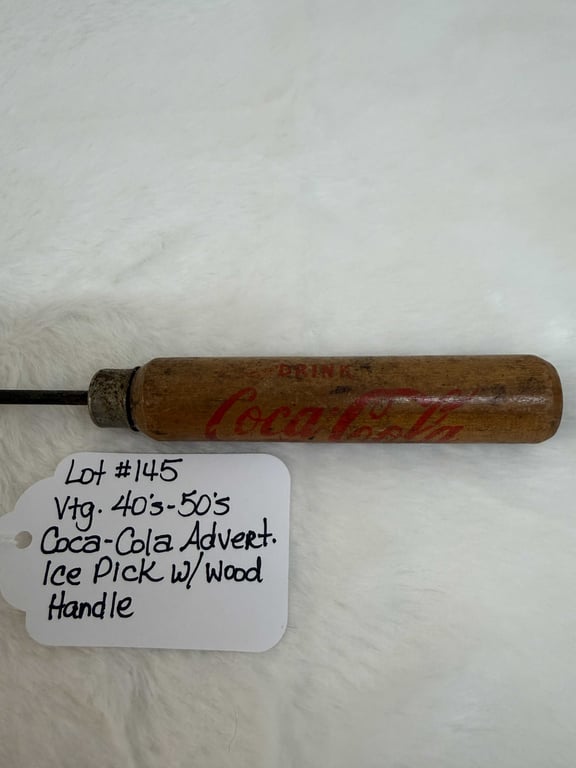 DRINK
Coca-Cola
Lot #145
Vtg. 40's-50's
Coca-Cola Advert.
Ice Pick W/ Wood
Handle